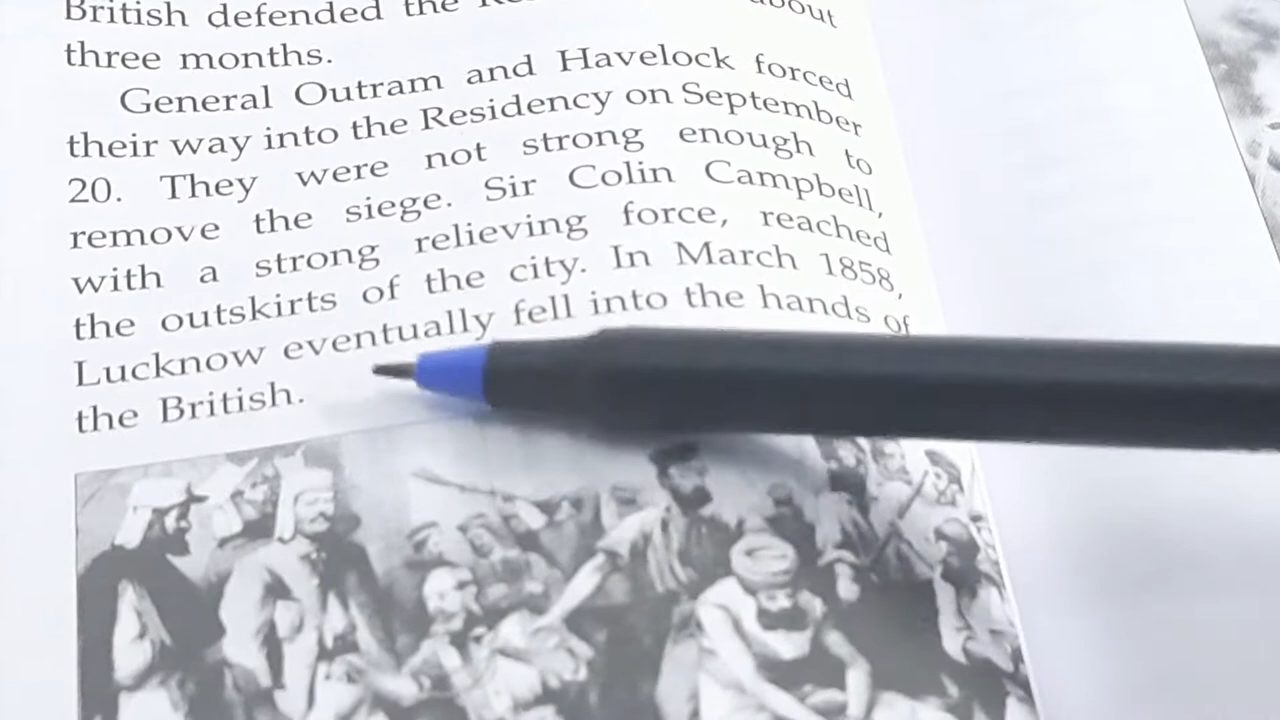 British defended the about
three months.
General Outram and Havelock forced
their way into the Residency on September
20. They were not strong enough to
remove the siege. Sir Colin Campbell,
with a strong relieving force, reached
the outskirts of the city. In March 1858,
Lucknow eventually fell into the hands of
the British.